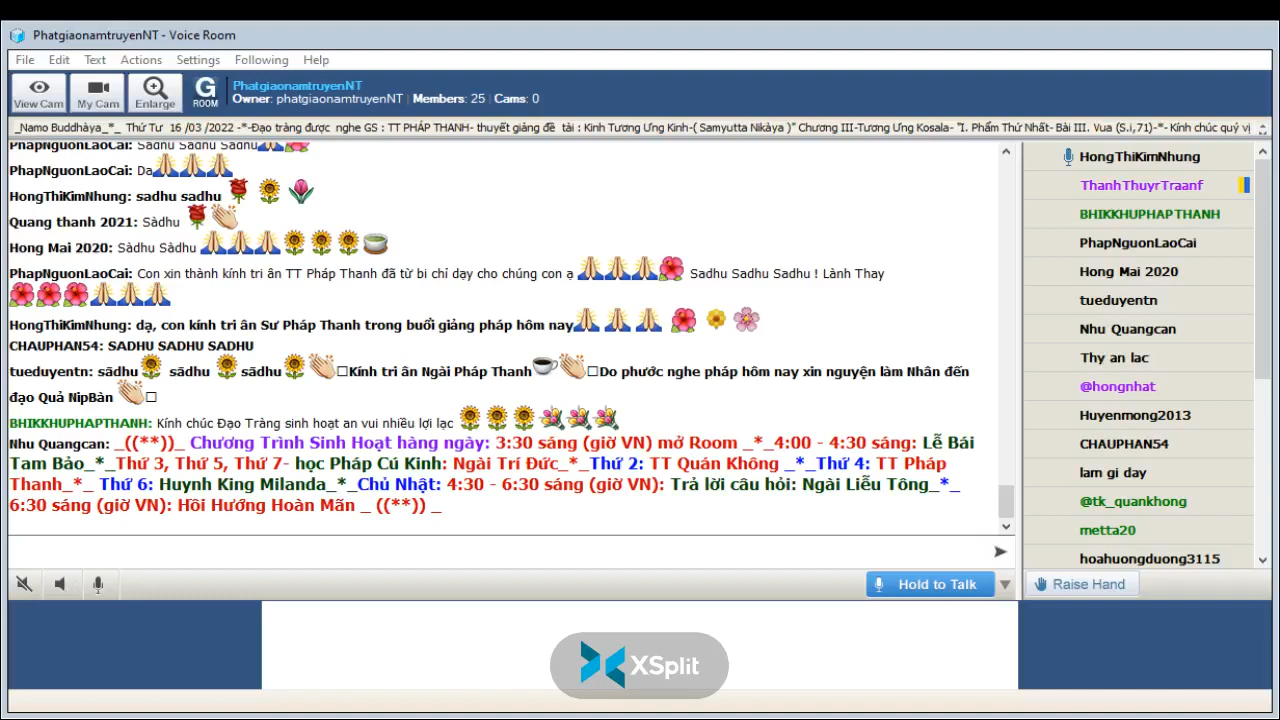 PhatgiaonamtruyenNT - Voice Room
File Edit Text Actions Settings Following Help
View Cam
My Cam
Enlarge
G
ROOM
PhatgiaonamtruyenNT
Owner: phatgiaonamtruyenNT | Members: 25 | Cams: 0
_Namo Buddhàya_*_ Thứ Tư 16 /03 /2022 -*-Đạo tràng được nghe GS : TT PHÁP THANH- thuyết giảng đề tài : Kinh Tương Ưng Kinh-( Samyutta Nikàya )" Chương III-Tương Ưng Kosala- "I. Phẩm Thứ Nhất- Bài III. Vua (S.i,71)-*- Kính chúc quý vị
PhapNguonLaoCai: Sadhu Sadhu Sadhu
PhapNguonLaoCai: Da
HongThiKimNhung: sadhu sadhu
Quang thanh 2021: Sàdhu
Hong Mai 2020: Sàdhu Sàdhu
PhapNguonLaoCai: Con xin thành kính tri ân TT Pháp Thanh đã từ bi chí dạy cho chúng con ạ Sadhu Sadhu Sadhu ! Lành Thay
HongThiKimNhung: dạ, con kính tri ân Sư Pháp Thanh trong buổi giảng pháp hôm nay
CHAUPHAN54: SADHU SADHU SADHU
tueduyentn: sādhu sādhu sādhu Kính tri ân Ngài Pháp Thanh Do phước nghe pháp hôm nay xin nguyện làm Nhân đến
đạo Quả NipBàn
BHIKKHUPHAPTHANH: Kính chúc Đạo Tràng sinh hoạt an vui nhiều lợi lạc
Nhu Quangcan: _((**))_ Chương Trình Sinh Hoạt hàng ngày: 3:30 sáng (giờ VN) mở Room _*_4:00 - 4:30 sáng: Lễ Bái
Tam Bảo_*_Thứ 3, Thứ 5, Thứ 7- học Pháp Cú Kinh: Ngài Trí Đức_*_Thứ 2: TT Quán Không _*_Thứ 4: TT Pháp
Thanh_*_ Thứ 6: Huynh King Milanda_*_Chủ Nhật: 4:30 - 6:30 sáng (giờ VN): Trả lời câu hỏi: Ngài Liễu Tông_*_
6:30 sáng (giờ VN): Hồi Hướng Hoàn Mãn _ ((**)) _
HongThiKimNhung
ThanhThuyrTraanf
BHIKKHUPHAPTHANH
PhapNguonLaoCai
Hong Mai 2020
tueduyentn
Nhu Quangcan
Thy an lac
@hongnhat
Huyenmong2013
CHAUPHAN54
lam gi day
@tk_quankhong
metta20
hoahuongduong3115
Hold to Talk
Raise Hand
XSplit